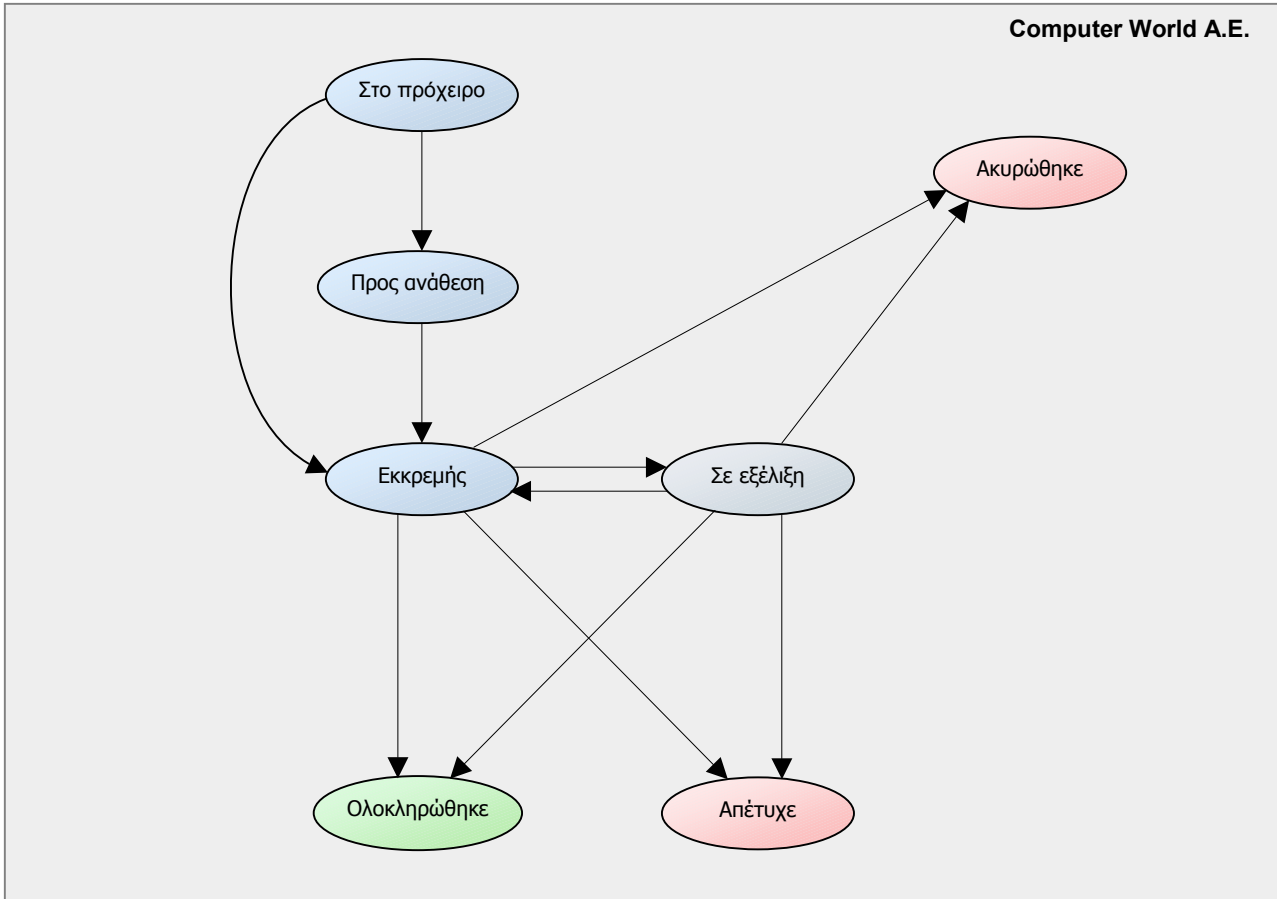 Computer World A.E.
Στο πρόχειρο
Ακυρώθηκε
Προς ανάθεση
Εκκρεμής
Σε εξέλιξη
Ολοκληρώθηκε
Απέτυχε